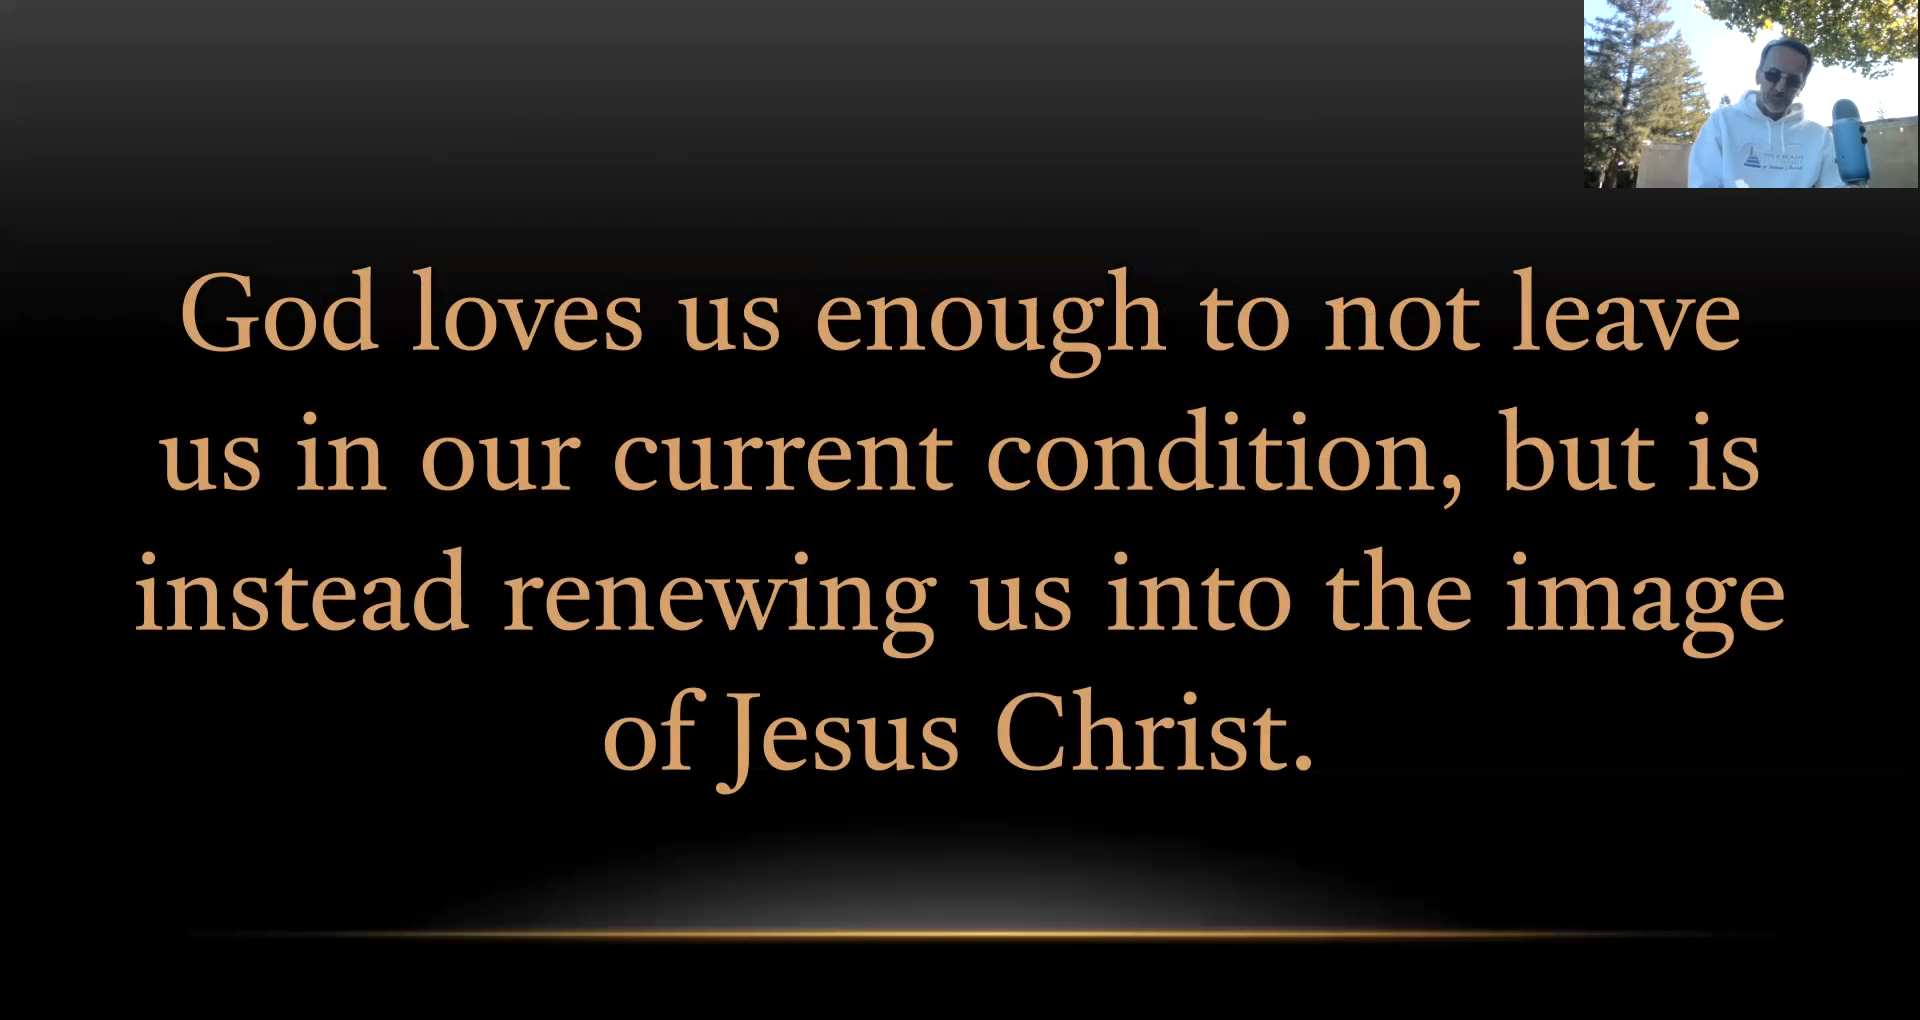 God loves us enough to not leave
us in our current condition, but is
instead renewing us into the image
of Jesus Christ.